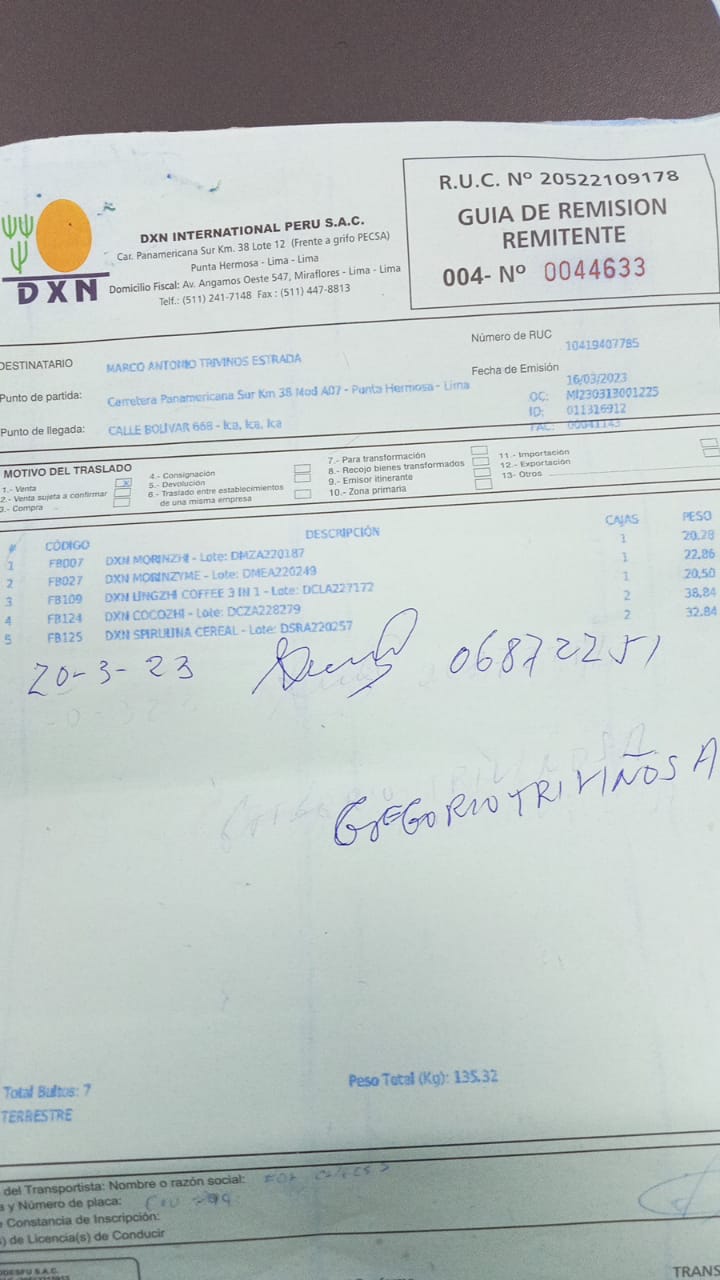 R.U.C. Nº 20522109178
GUIA DE REMISION
REMITENTE
004- Nº 0044633
DXN
DXN INTERNATIONAL PERU S.A.C.
Car. Panamericana Sur Km. 38 Lote 12 (Frente a grifo PECSA)
Punta Hermosa - Lima - Lima
Domicilio Fiscal: Av. Angamos Oeste 547, Miraflores - Lima - Lima
Telf.: (511) 241-7148 Fax : (511) 447-8813
DESTINATARIO MARCO ANTONIO TRIVINOS ESTRADA Número de RUC 10419407785
Punto de partida: Carretera Panamericana Sur Km 38 Mod A07 - Punta Hermosa - Lima Fecha de Emisión 16/03/2023
OC: MI230313001225
Punto de llegada: CALLE BOLIVAR 668 - Ica, Ica, Ica ID: 011316912
FAC: 00041143
MOTIVO DEL TRASLADO
1.- Venta x
2.- Venta sujeta a confirmar
3.- Compra
4.- Consignación
5.- Devolución
6.- Traslado entre establecimientos
de una misma empresa
7.- Para transformación
8.- Recojo bienes transformados
9.- Emisor itinerante
10.- Zona primaria
11.- Importación
12.- Exportación
13- Otros
# CÓDIGO DESCRIPCIÓN CAJAS PESO
1 FB007 DXN MORINZHI - Lote: DMZA220187 1 20,28
2 FB027 DXN MORINZYME - Lote: DMEA220249 1 22,86
3 FB109 DXN LINGZHI COFFEE 3 IN 1 - Lote: DCLA227172 1 20,50
4 FB124 DXN COCOZHI - Lote: DCZA228279 2 38,84
5 FB125 DXN SPIRULINA CEREAL - Lote: DSRA220257 2 32,84
20-3-23 06872251
GREGORIO TRIVIÑOS A
Total Bultos: 7 Peso Total (Kg): 135.32
TERRESTRE
del Transportista: Nombre o razón social:
y Número de placa:
Constancia de Inscripción:
de Licencia(s) de Conducir
TRANS